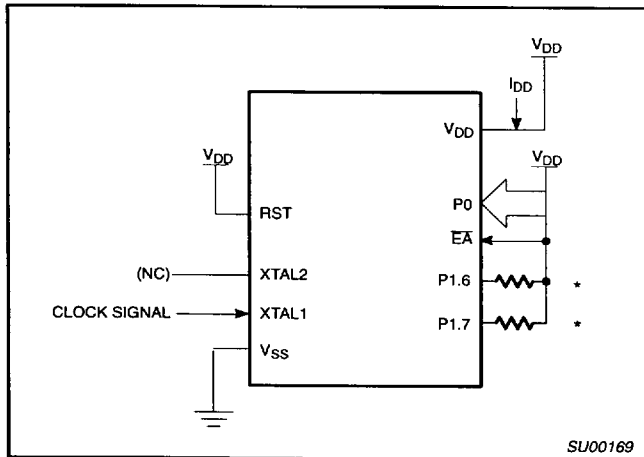 VDD
IDD
VDD
VDD
VDD
P0
RST
EA
(NC)
XTAL2
P1.6
*
CLOCK SIGNAL
XTAL1
P1.7
*
VSS
SU00169